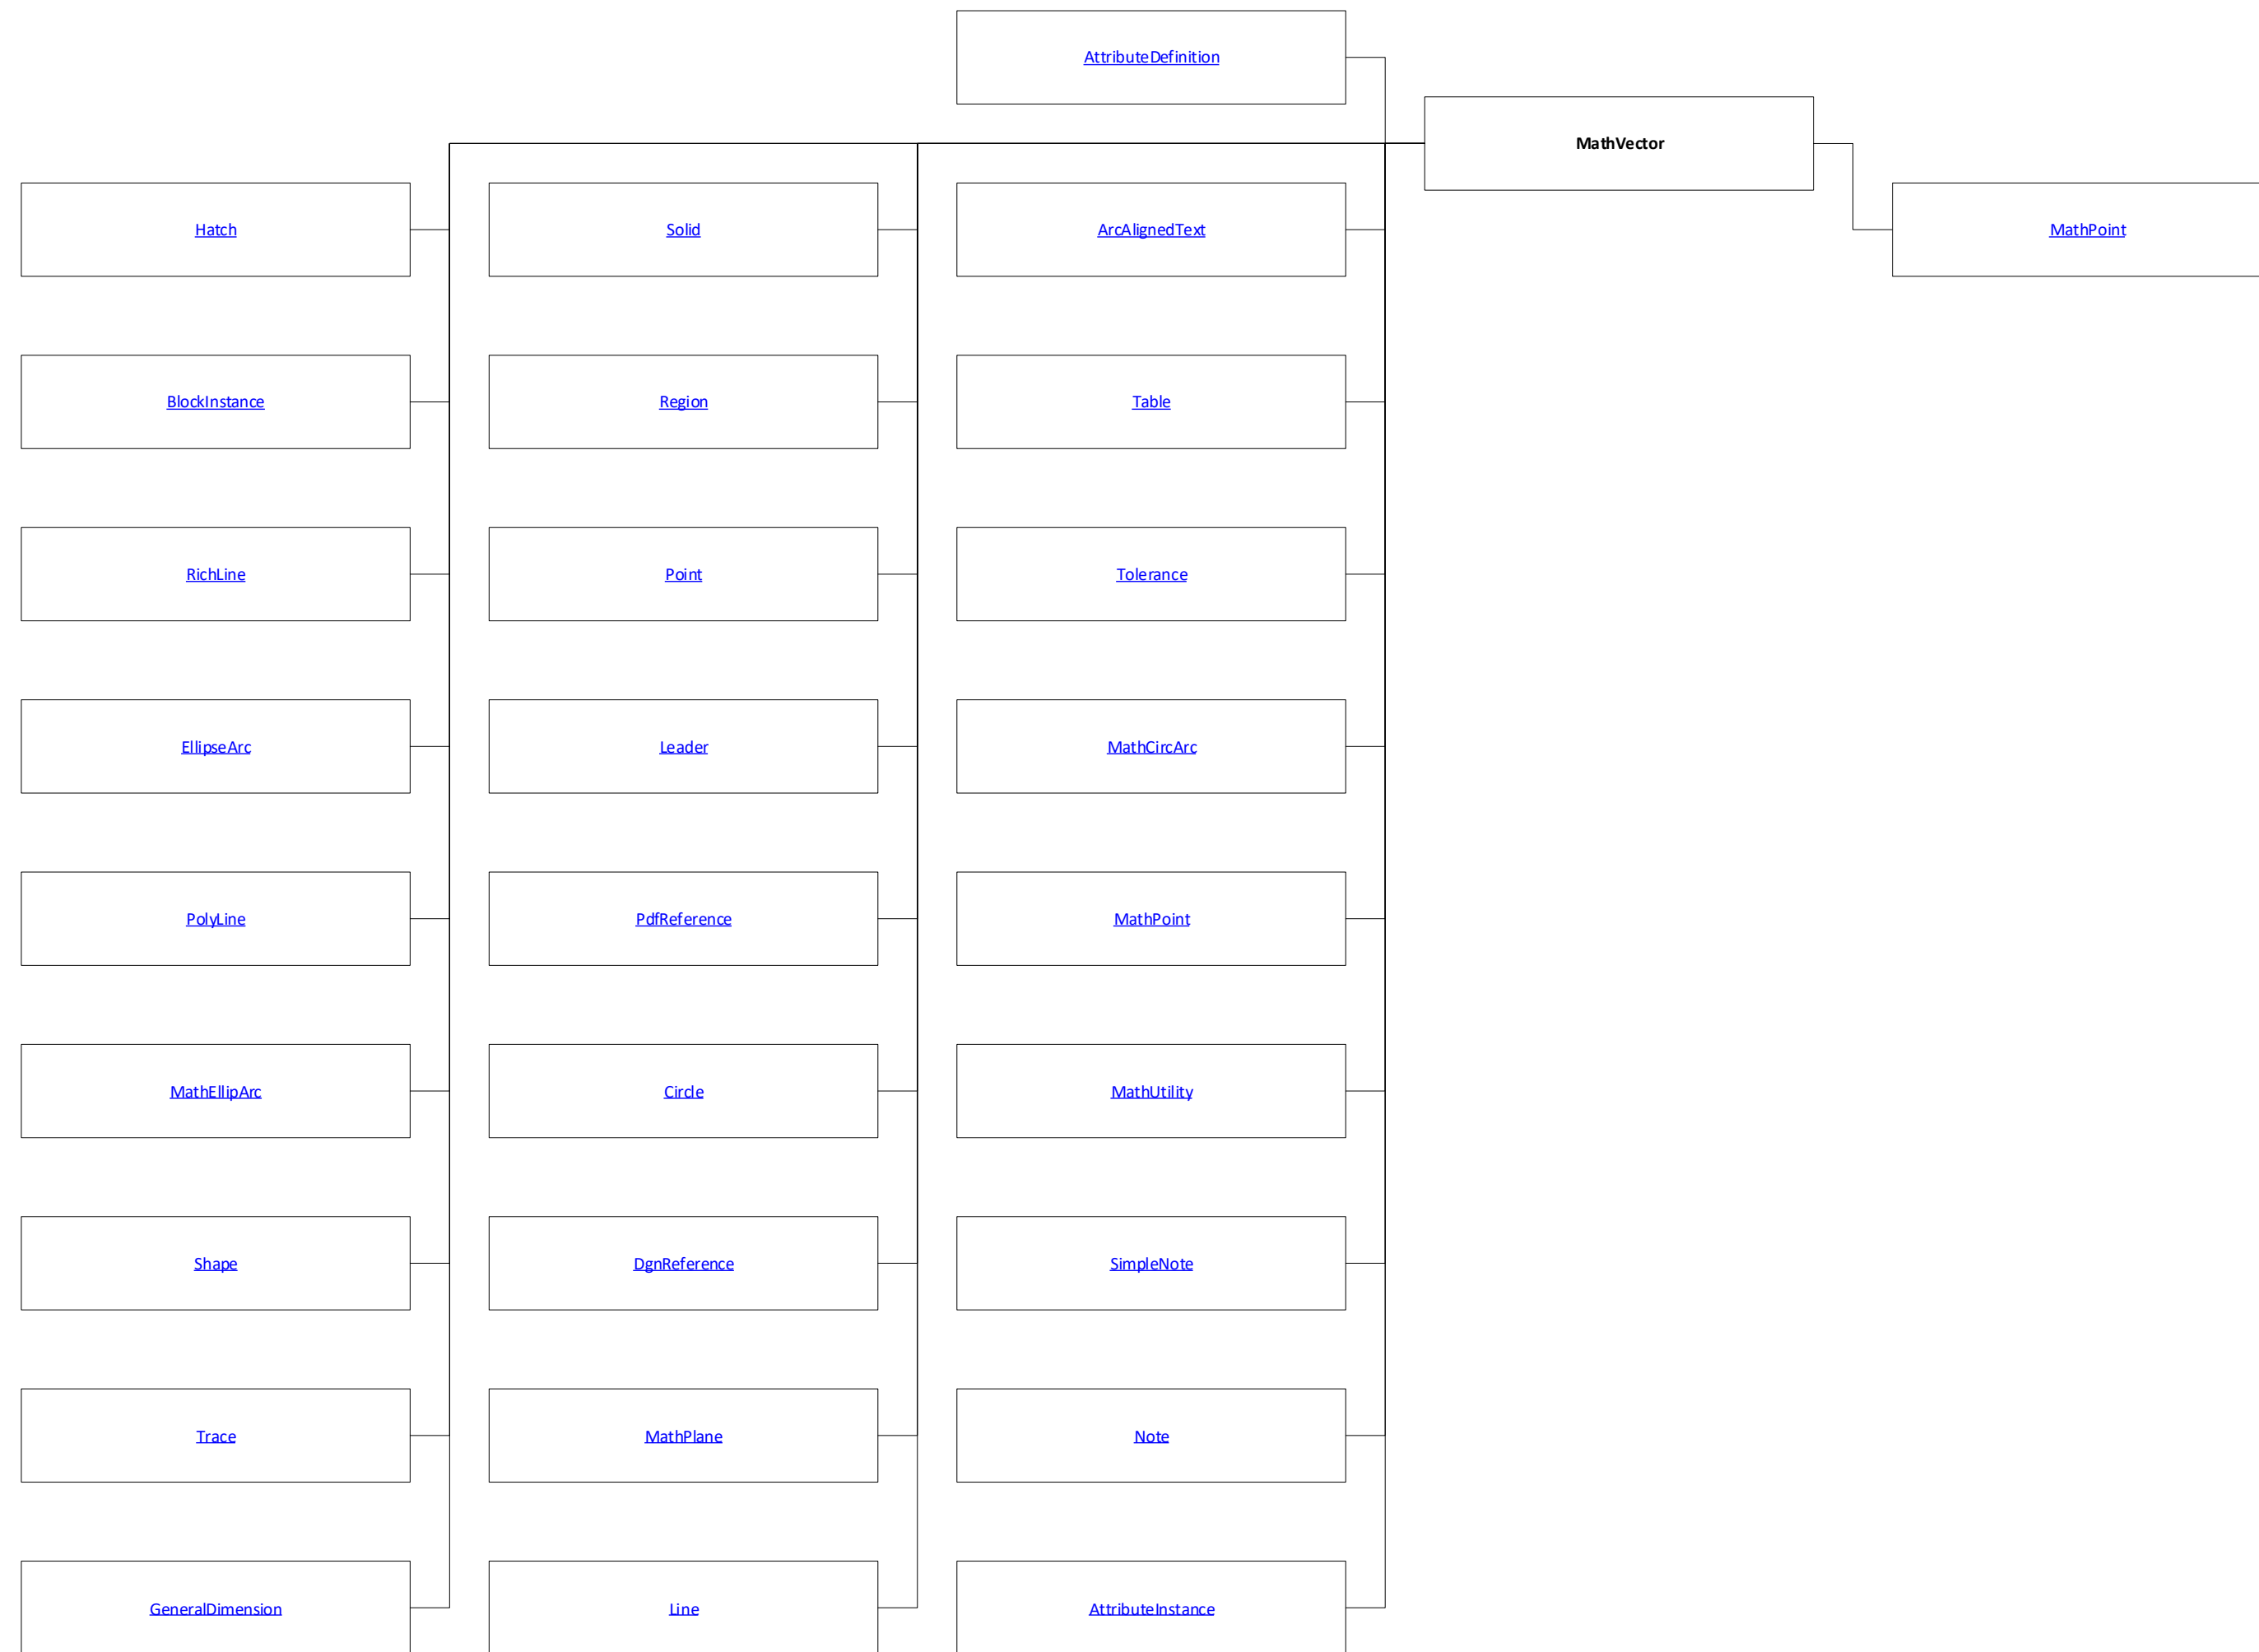 AttributeDefinition
MathVector
Hatch
Solid
ArcAlignedText
MathPoint
BlockInstance
Region
Table
RichLine
Point
Tolerance
EllipseArc
Leader
MathCircArc
PolyLine
PdfReference
MathPoint
MathEllipArc
Circle
MathUtility
Shape
DgnReference
SimpleNote
Trace
MathPlane
Note
GeneralDimension
Line
AttributeInstance